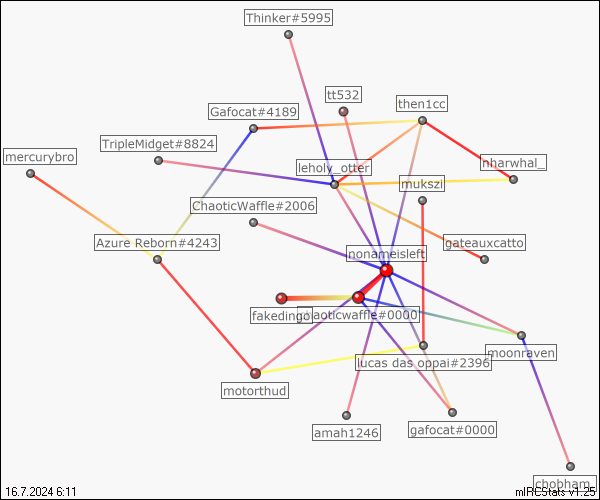 Thinker#5995
tt532
then1cc
Gafocat#4189
TripleMidget#8824
mercurybro
leholy_otter
nharwhal_
mukszi
ChaoticWaffle#2006
Azure Reborn#4243
nonameisleft
gateauxcatto
chaoticwaffle#0000
moonraven
lucas das oppai#2396
motorthud
amah1246
gafocat#0000
chobham_
16.7.2024 6:11
mIRCStats v1.25